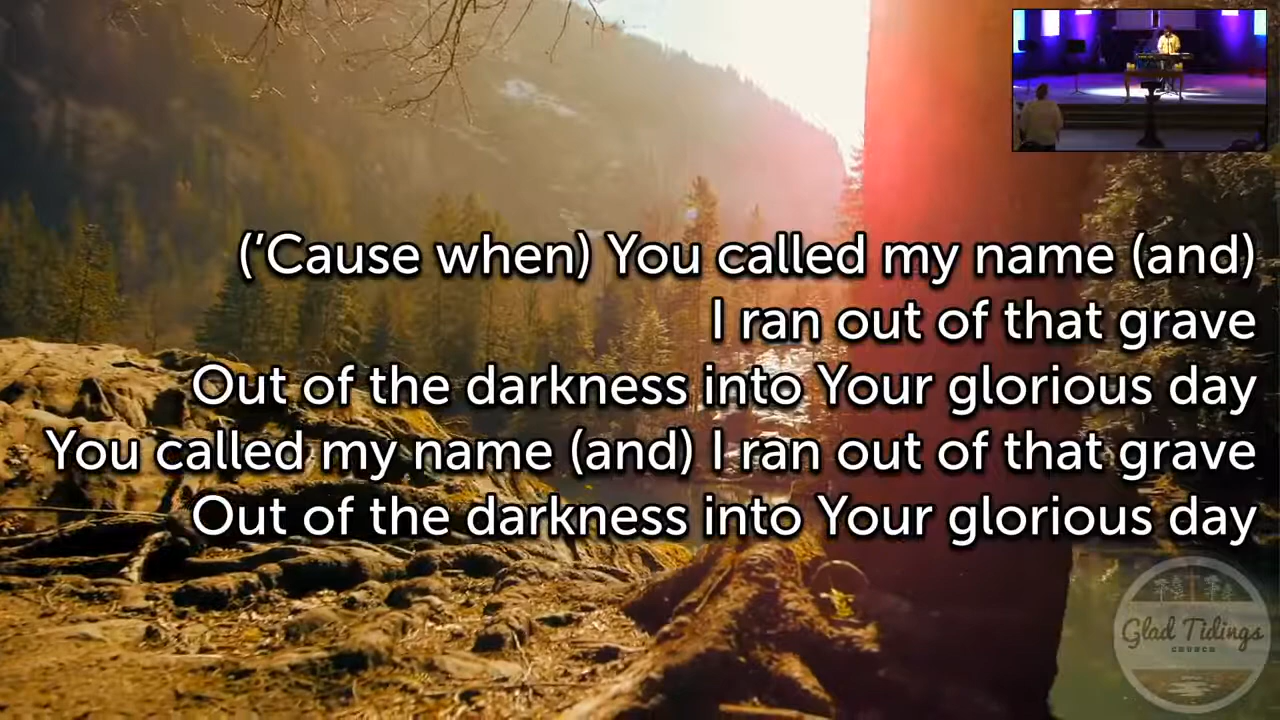 (’Cause when) You called my name (and)
I ran out of that grave
Out of the darkness into Your glorious day
You called my name (and) I ran out of that grave
Out of the darkness into Your glorious day
Glad Tidings
CHURCH